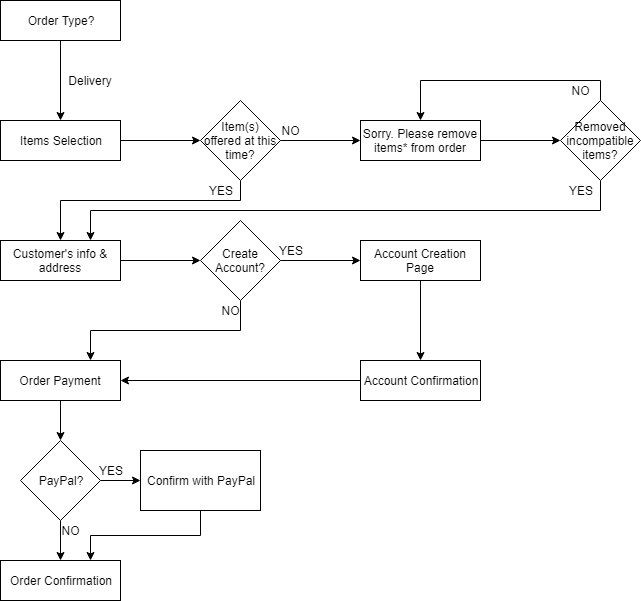 Order Type?
Delivery
Items Selection
Item(s)
offered at this
time?
NO
Sorry. Please remove
items* from order
NO
Removed
incompatible
items?
YES
YES
Customer's info &
address
Create
Account?
YES
Account Creation
Page
NO
Order Payment
Account Confirmation
PayPal?
YES
Confirm with PayPal
NO
Order Confirmation